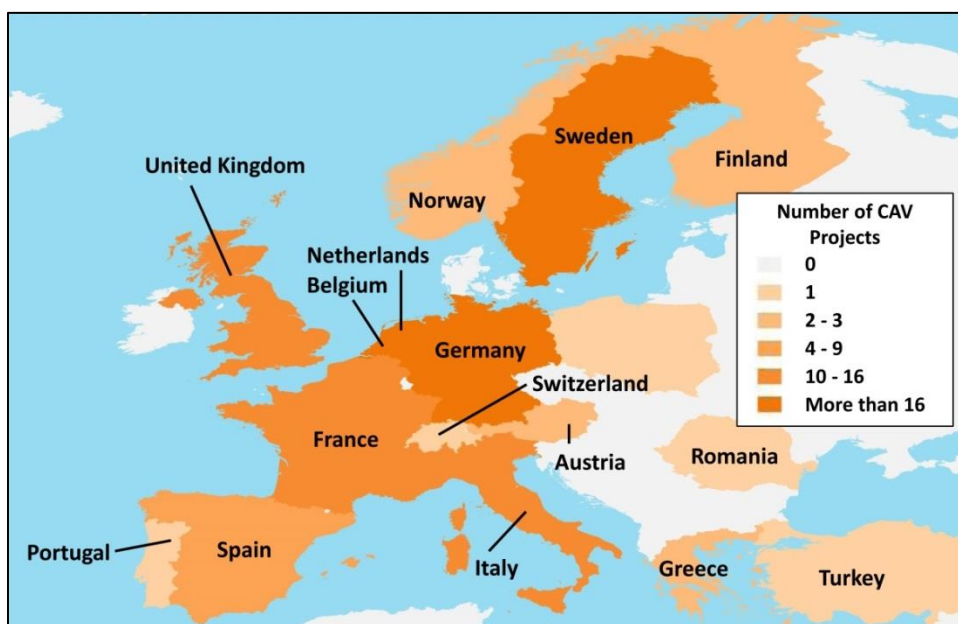 Sweden
United Kingdom
Finland
Norway
Number of CAV
Projects
0
1
2 - 3
4 - 9
10 - 16
More than 16
Netherlands
Belgium
Germany
Switzerland
France
Austria
Romania
Portugal
Spain
Italy
Greece
Turkey